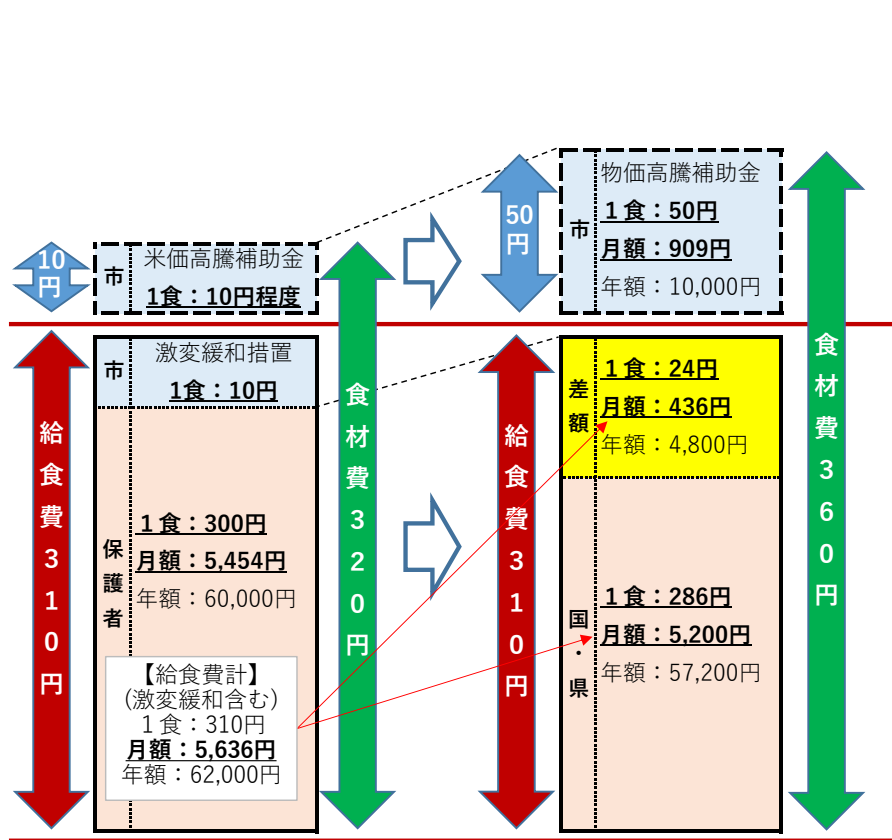 10
円
市
米価高騰補助金
1食：10円程度
給食費310円
市
激変緩和措置
1食：10円
保護者
１食：300円
月額：5,454円
年額：60,000円
【給食費計】
(激変緩和含む)
１食：310円
月額：5,636円
年額：62,000円
食材費320円
50
円
市
物価高騰補助金
１食：50円
月額：909円
年額：10,000円
給食費310円
差額
１食：24円
月額：436円
年額：4,800円
国・県
１食：286円
月額：5,200円
年額：57,200円
食材費360円